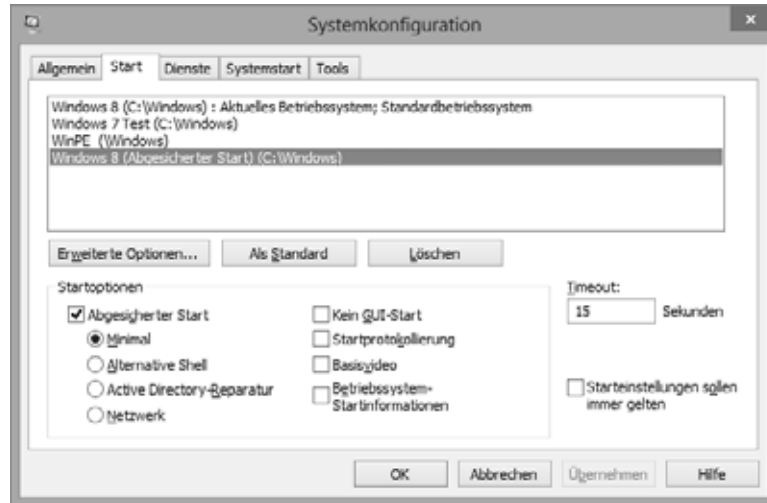 Systemkonfiguration
Allgemein Start Dienste Systemstart Tools
Windows 8 (C:\Windows) : Aktuelles Betriebssystem; Standardbetriebssystem
Windows 7 Test (C:\Windows)
WinPE (\Windows)
Windows 8 (Abgesicherter Start) (C:\Windows)
Erweiterte Optionen... Als Standard Löschen
Startoptionen
Abgesicherter Start
Minimal
Alternative Shell
Active Directory-Reparatur
Netzwerk
Kein GUI-Start
Startprotokollierung
Basisvideo
Betriebssystem-
Startinformationen
Timeout:
15 Sekunden
Starteinstellungen sollen
immer gelten
OK Abbrechen Übernehmen Hilfe